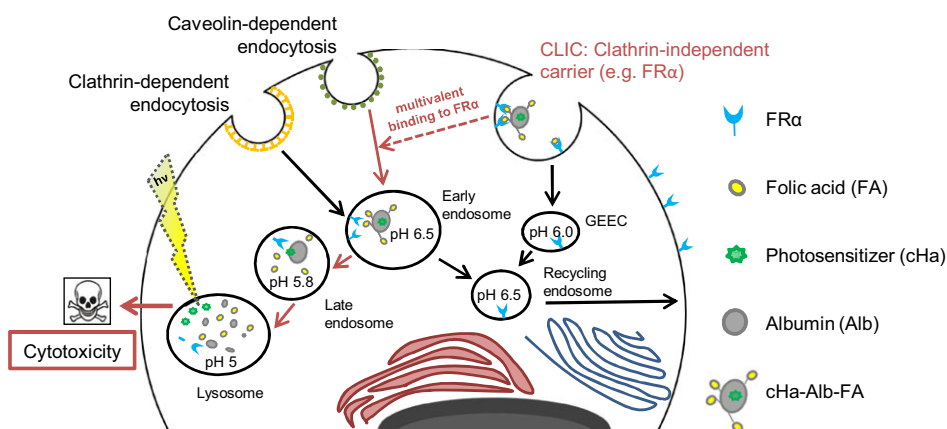 Caveolin-dependent
endocytosis
Clathrin-dependent
endocytosis
CLIC: Clathrin-independent
carrier (e.g. FRα)
multivalent
binding to FRα
hν
Early
endosome
pH 6.5
GEEC
pH 6.0
pH 5.8
Late
endosome
Recycling
endosome
pH 6.5
pH 5
Lysosome
Cytotoxicity
FRα
Folic acid (FA)
Photosensitizer (cHa)
Albumin (Alb)
cHa-Alb-FA